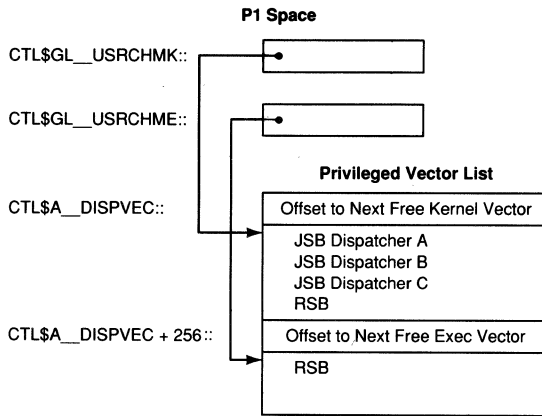 P1 Space
CTL$GL__USRCHMK::
CTL$GL__USRCHME::
Privileged Vector List
CTL$A__DISPVEC::
Offset to Next Free Kernel Vector
JSB Dispatcher A
JSB Dispatcher B
JSB Dispatcher C
RSB
CTL$A__DISPVEC + 256::
Offset to Next Free Exec Vector
RSB